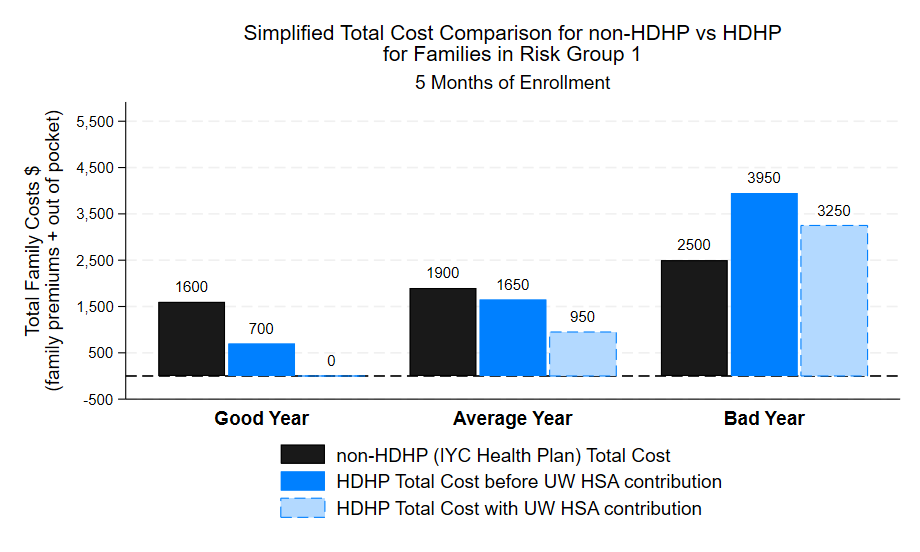 Simplified Total Cost Comparison for non-HDHP vs HDHP
for Families in Risk Group 1
5 Months of Enrollment
Total Family Costs $
(family premiums + out of pocket)
5,500
4,500
3,500
2,500
1,500
500
-500
1600
700
0
1900
1650
950
2500
3950
3250
Good Year
Average Year
Bad Year
non-HDHP (IYC Health Plan) Total Cost
HDHP Total Cost before UW HSA contribution
HDHP Total Cost with UW HSA contribution